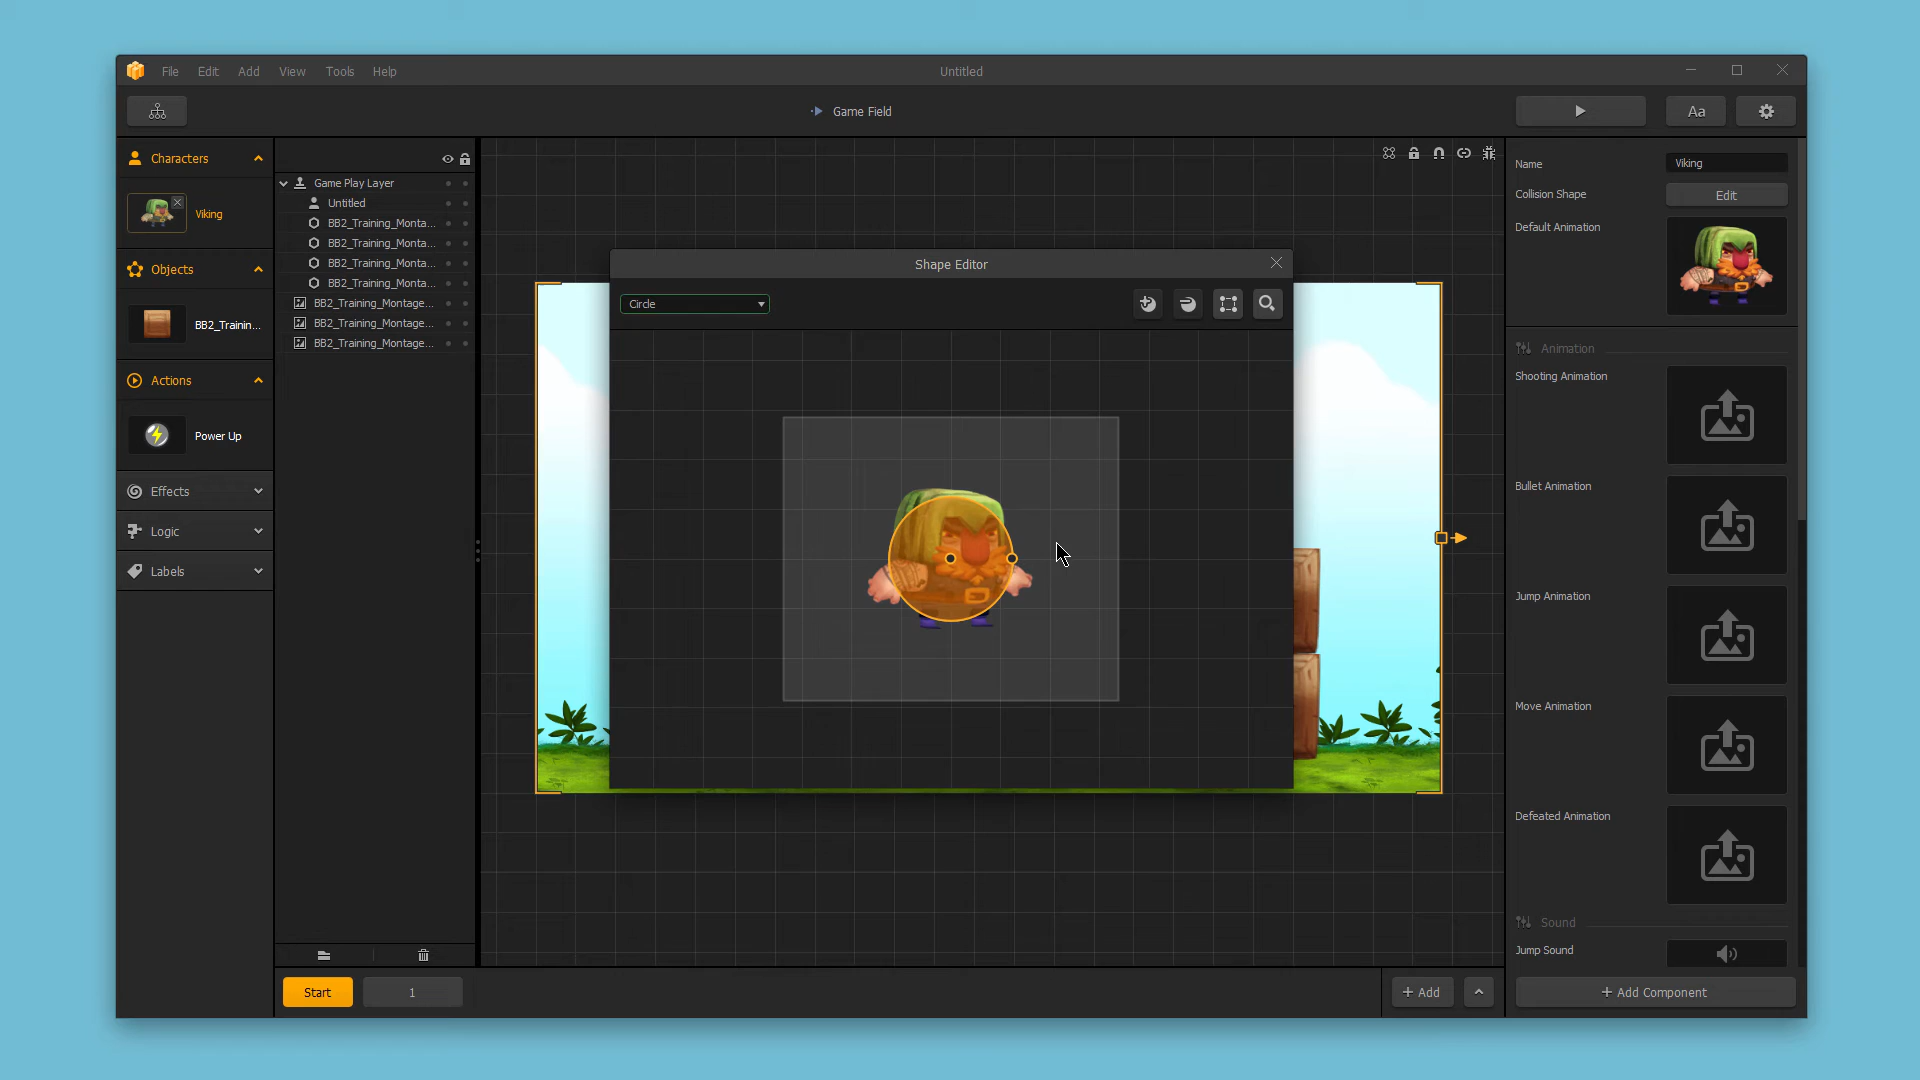 File Edit Add View Tools Help
Untitled
Game Field
Aa
Characters
Viking
Objects
BB2_Trainin...
Actions
Power Up
Effects
Logic
Labels
Game Play Layer
Untitled
BB2_Training_Monta...
BB2_Training_Monta...
BB2_Training_Monta...
BB2_Training_Monta...
BB2_Training_Montage...
BB2_Training_Montage...
BB2_Training_Montage...
Shape Editor
Circle
Name Viking
Collision Shape Edit
Default Animation
Animation
Shooting Animation
Bullet Animation
Jump Animation
Move Animation
Defeated Animation
Sound
Jump Sound
Start 1
+ Add
+ Add Component